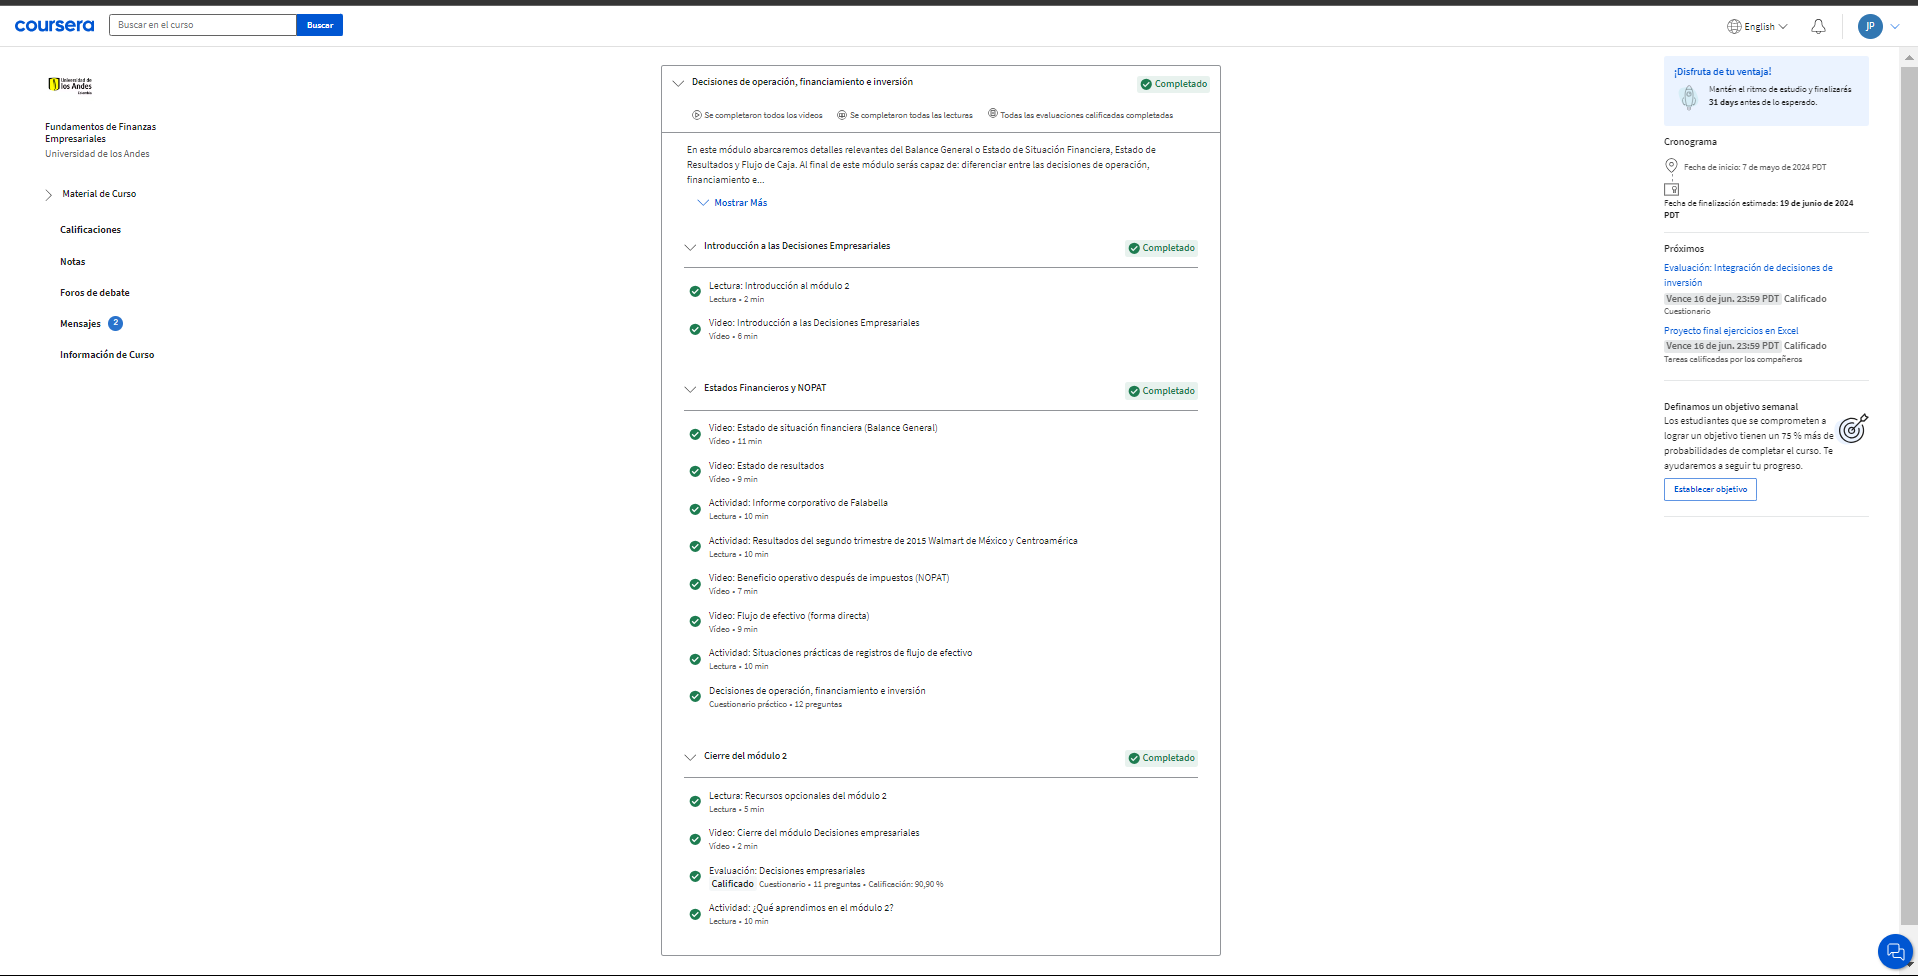 coursera
Buscar en el curso
Buscar
English
JP
Universidad de
los Andes
Colombia
Fundamentos de Finanzas
Empresariales
Universidad de los Andes
Material de Curso
Calificaciones
Notas
Foros de debate
Mensajes 2
Información de Curso
Decisiones de operación, financiamiento e inversión
Completado
Se completaron todos los videos
Se completaron todas las lecturas
Todas las evaluaciones calificadas completadas
En este módulo abarcaremos detalles relevantes del Balance General o Estado de Situación Financiera, Estado de
Resultados y Flujo de Caja. Al final de este módulo serás capaz de: diferenciar entre las decisiones de operación,
financiamiento e...
Mostrar Más
Introducción a las Decisiones Empresariales
Completado
Lectura: Introducción al módulo 2
Lectura • 2 min
Video: Introducción a las Decisiones Empresariales
Vídeo • 6 min
Estados Financieros y NOPAT
Completado
Video: Estado de situación financiera (Balance General)
Vídeo • 11 min
Video: Estado de resultados
Vídeo • 9 min
Actividad: Informe corporativo de Falabella
Lectura • 10 min
Actividad: Resultados del segundo trimestre de 2015 Walmart de México y Centroamérica
Lectura • 10 min
Video: Beneficio operativo después de impuestos (NOPAT)
Vídeo • 7 min
Video: Flujo de efectivo (forma directa)
Vídeo • 9 min
Actividad: Situaciones prácticas de registros de flujo de efectivo
Lectura • 10 min
Decisiones de operación, financiamiento e inversión
Cuestionario práctico • 12 preguntas
Cierre del módulo 2
Completado
Lectura: Recursos opcionales del módulo 2
Lectura • 5 min
Video: Cierre del módulo Decisiones empresariales
Vídeo • 2 min
Evaluación: Decisiones empresariales
Calificado Cuestionario • 11 preguntas • Calificación: 90,90 %
Actividad: ¿Qué aprendimos en el módulo 2?
Lectura • 10 min
¡Disfruta de tu ventaja!
Mantén el ritmo de estudio y finalizarás
31 days antes de lo esperado.
Cronograma
Fecha de inicio: 7 de mayo de 2024 PDT
Fecha de finalización estimada: 19 de junio de 2024
PDT
Próximos
Evaluación: Integración de decisiones de
inversión
Vence 16 de jun. 23:59 PDT Calificado
Cuestionario
Proyecto final ejercicios en Excel
Vence 16 de jun. 23:59 PDT Calificado
Tareas calificadas por los compañeros
Definamos un objetivo semanal
Los estudiantes que se comprometen a
lograr un objetivo tienen un 75 % más de
probabilidades de completar el curso. Te
ayudaremos a seguir tu progreso.
Establecer objetivo